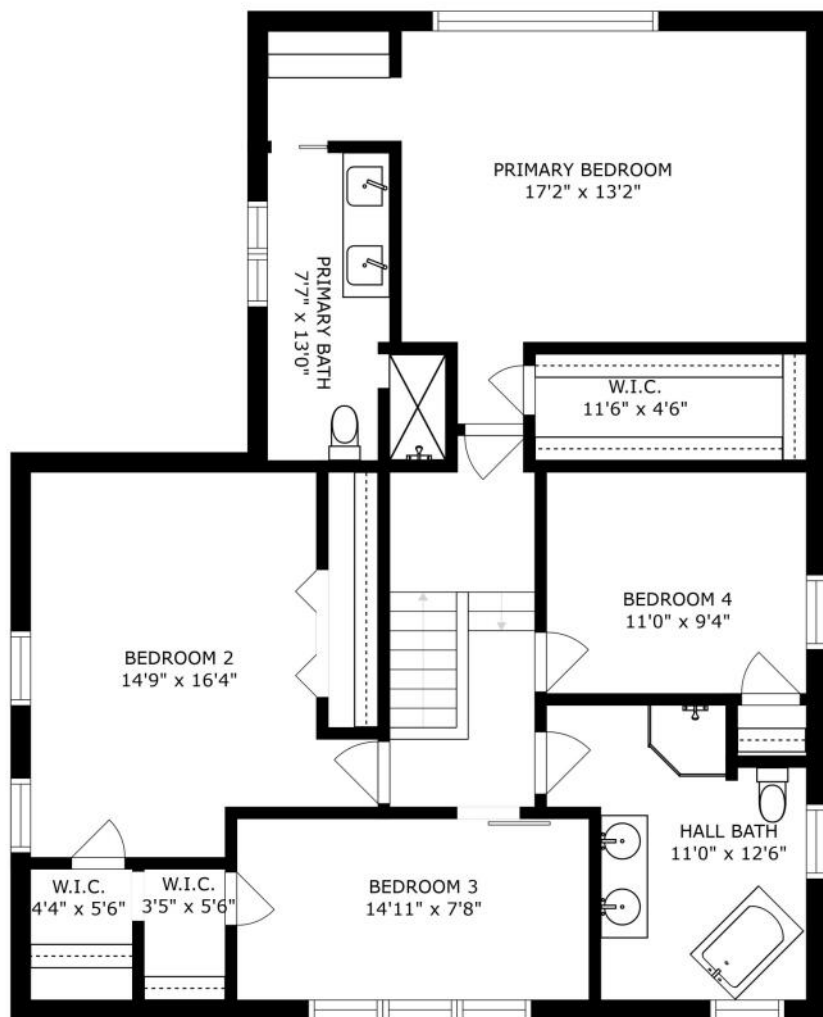 PRIMARY BEDROOM
17'2" x 13'2"
PRIMARY BATH
7'7" x 13'0"
W.I.C.
11'6" x 4'6"
BEDROOM 4
11'0" x 9'4"
BEDROOM 2
14'9" x 16'4"
HALL BATH
11'0" x 12'6"
W.I.C.
4'4" x 5'6"
W.I.C.
3'5" x 5'6"
BEDROOM 3
14'11" x 7'8"